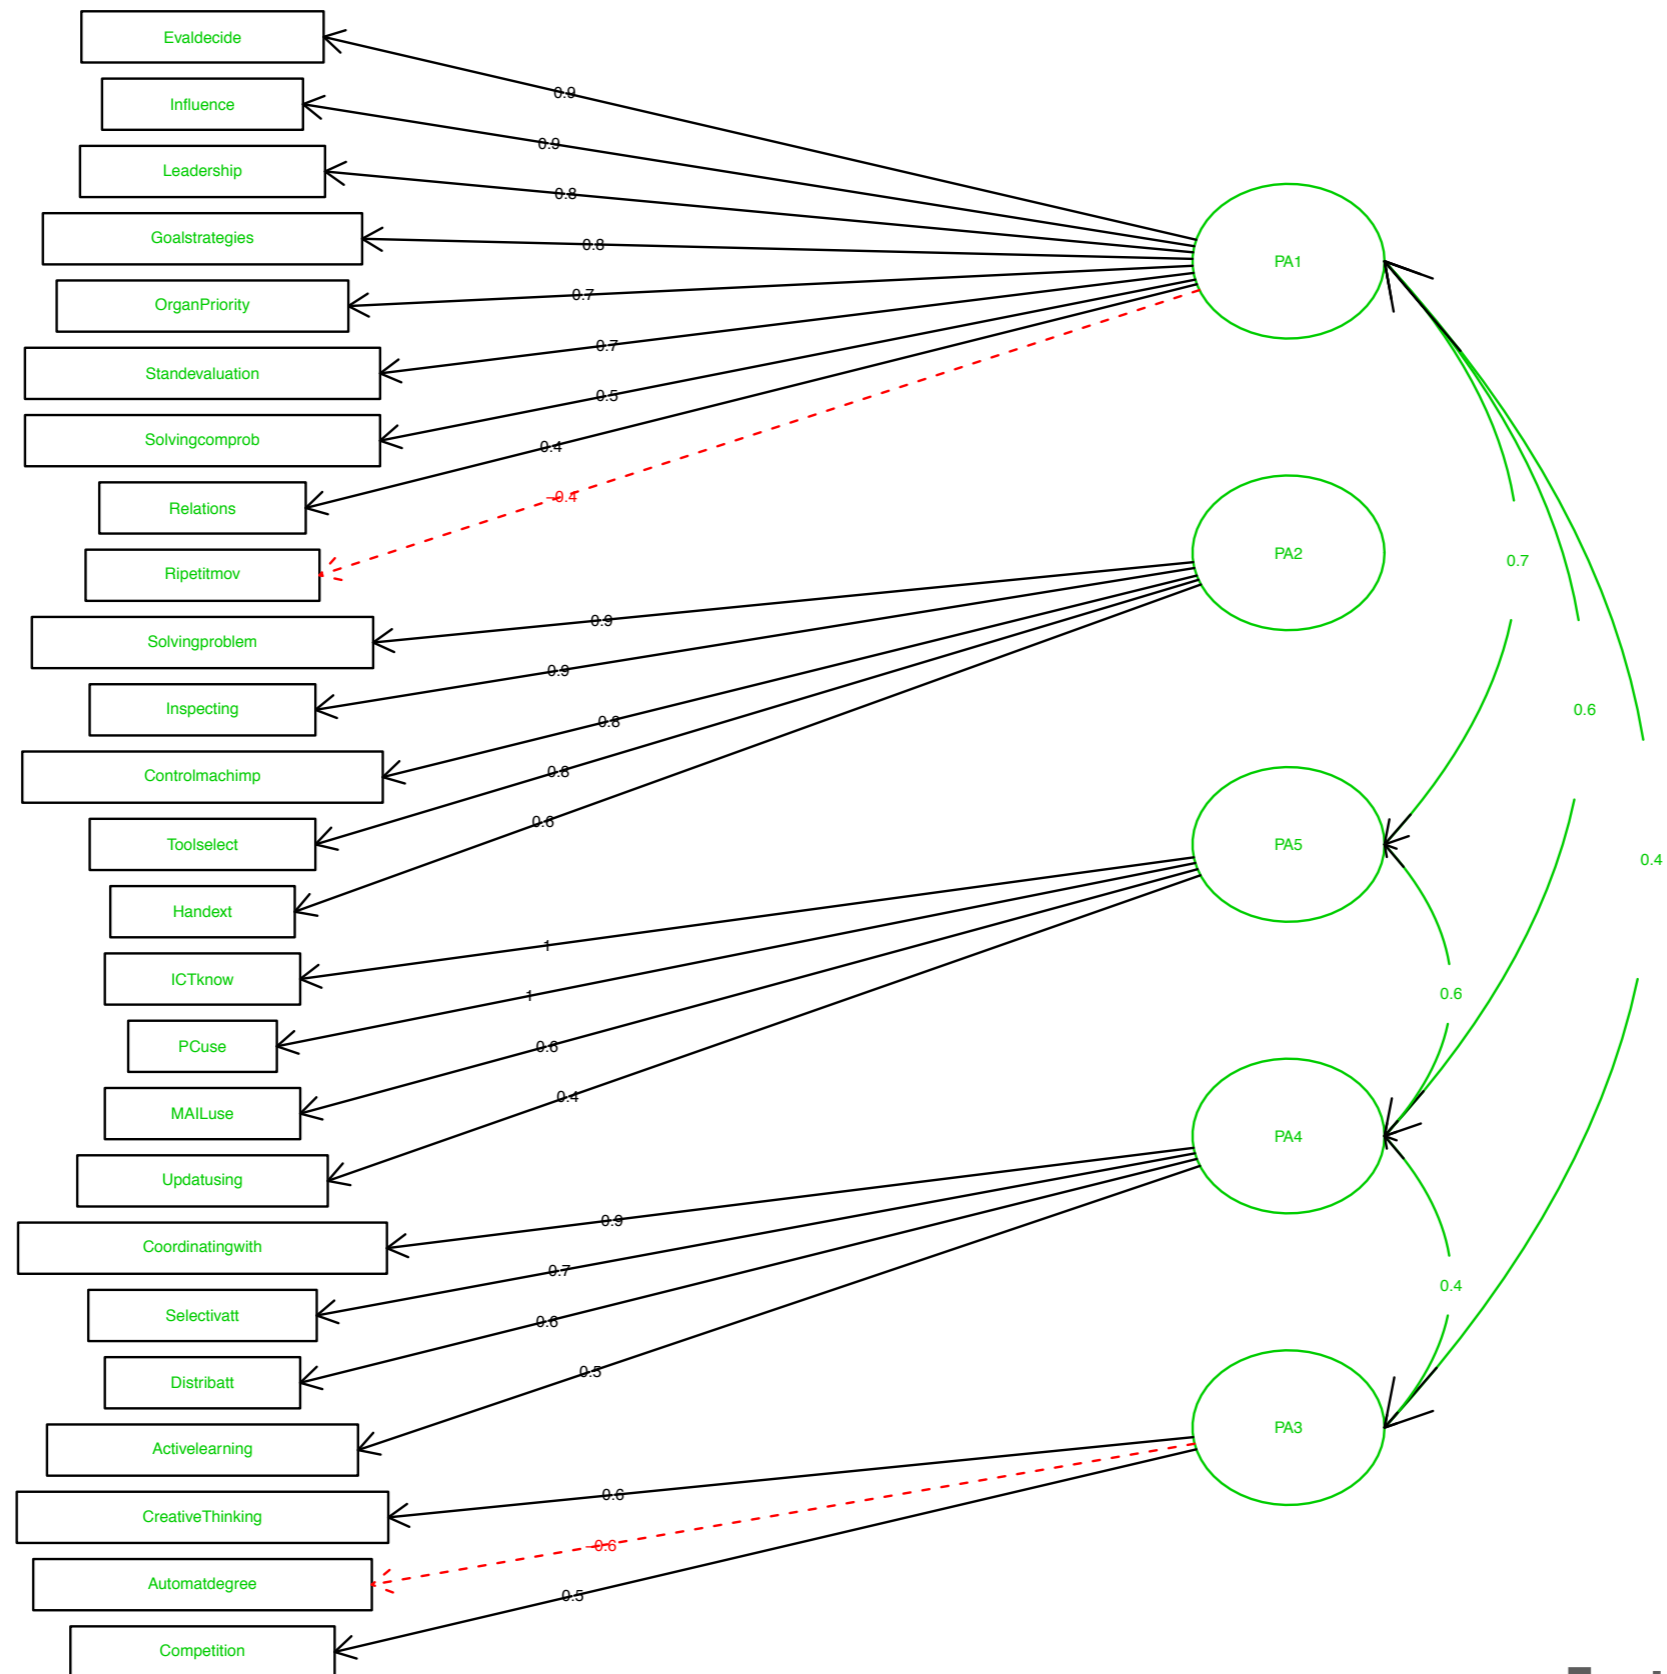 Evaldecide
Influence
Leadership
Goalstrategies
OrganPriority
Standevaluation
Solvingcomprob
Relations
Ripetitmov
Solvingproblem
Inspecting
Controlmachimp
Toolselect
Handext
ICTknow
PCuse
MAILuse
Updatusing
Coordinatingwith
Selectivatt
Distribatt
Activelearning
CreativeThinking
Automatdegree
Competition
0.9
0.9
0.8
0.8
0.7
0.7
0.5
0.4
−0.4
0.9
0.9
0.8
0.8
0.6
1
1
0.6
0.4
0.9
0.7
0.6
0.5
0.6
−0.6
0.5
PA1
PA2
PA5
PA4
PA3
0.7
0.6
0.4
0.6
0.4